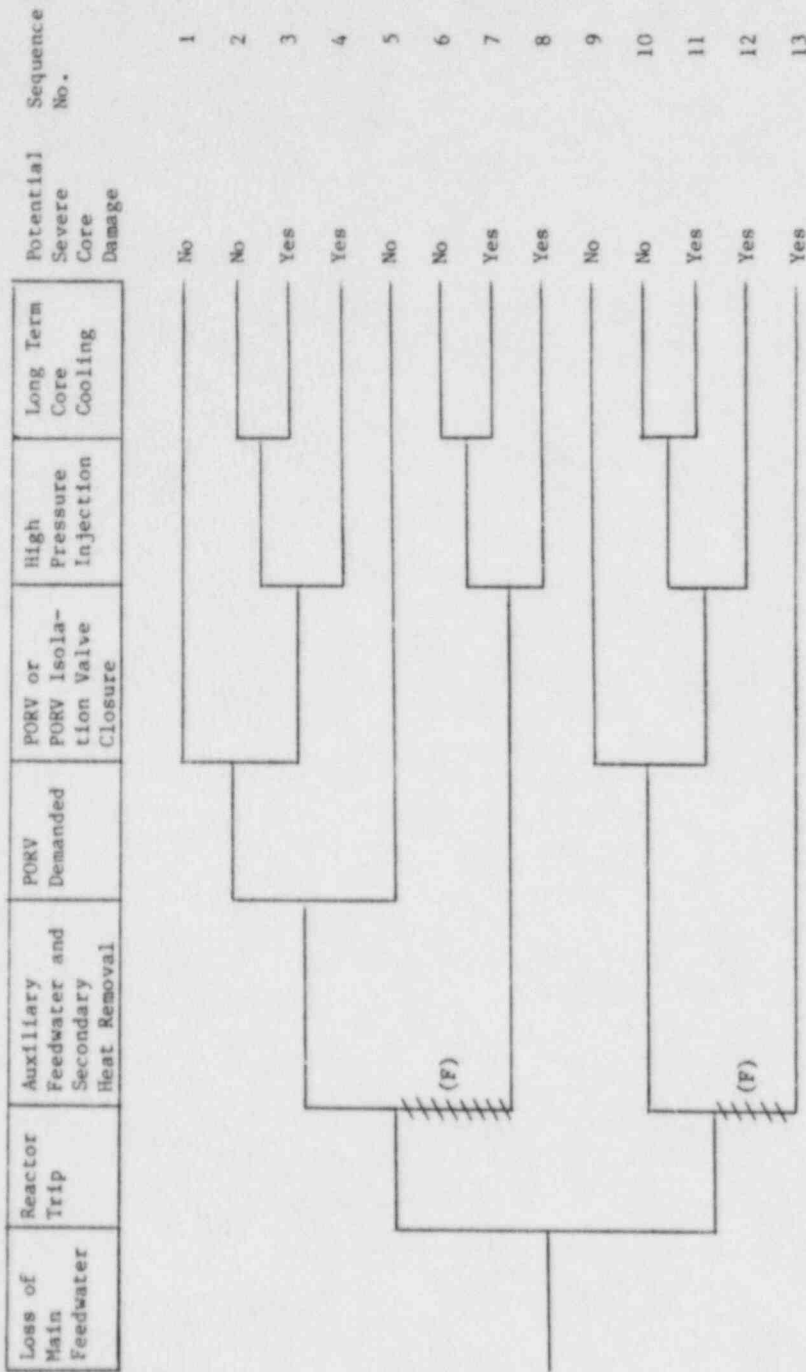 Loss of
Main
Feedwater
Reactor
Trip
Auxiliary
Feedwater and
Secondary
Heat Removal
PORV
Demanded
PORV or
PORV Isola-
tion Valve
Closure
High
Pressure
Injection
Long Term
Core
Cooling
Potential
Severe
Core
Damage
Sequence
No.
No 1
No 2
Yes 3
Yes 4
No 5
No 6
Yes 7
Yes 8
No 9
No 10
Yes 11
Yes 12
Yes 13
(F)
(F)